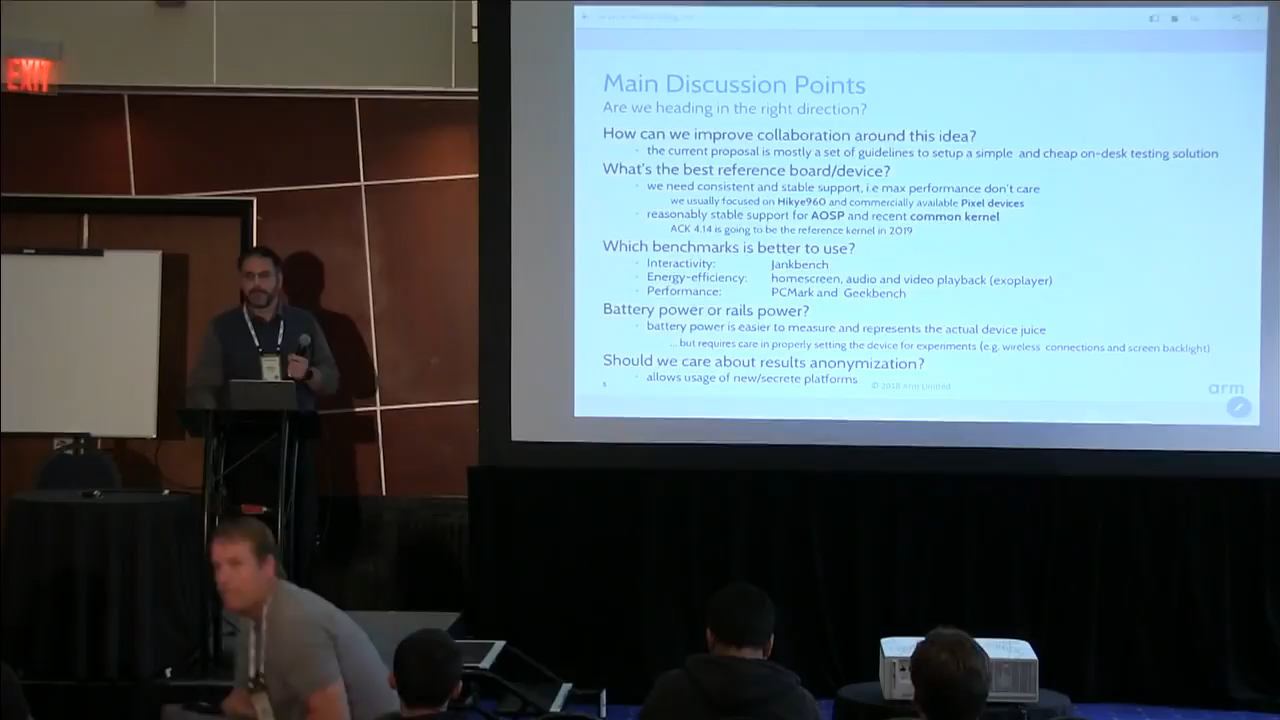 EXIT
Main Discussion Points
Are we heading in the right direction?
How can we improve collaboration around this idea?
the current proposal is mostly a set of guidelines to setup a simple and cheap on-desk testing solution
What's the best reference board/device?
we need consistent and stable support, i.e max performance don't care
we usually focused on Hikye960 and commercially available Pixel devices
reasonably stable support for AOSP and recent common kernel
ACK 4.14 is going to be the reference kernel in 2019
Which benchmarks is better to use?
Interactivity: Jankbench
Energy-efficiency: homescreen, audio and video playback (exoplayer)
Performance: PCMark and Geekbench
Battery power or rails power?
battery power is easier to measure and represents the actual device juice
...but requires care in properly setting the device for experiments (e.g. wireless connections and screen backlight)
Should we care about results anonymization?
allows usage of new/secrete platforms
© 2018 Arm Limited
arm